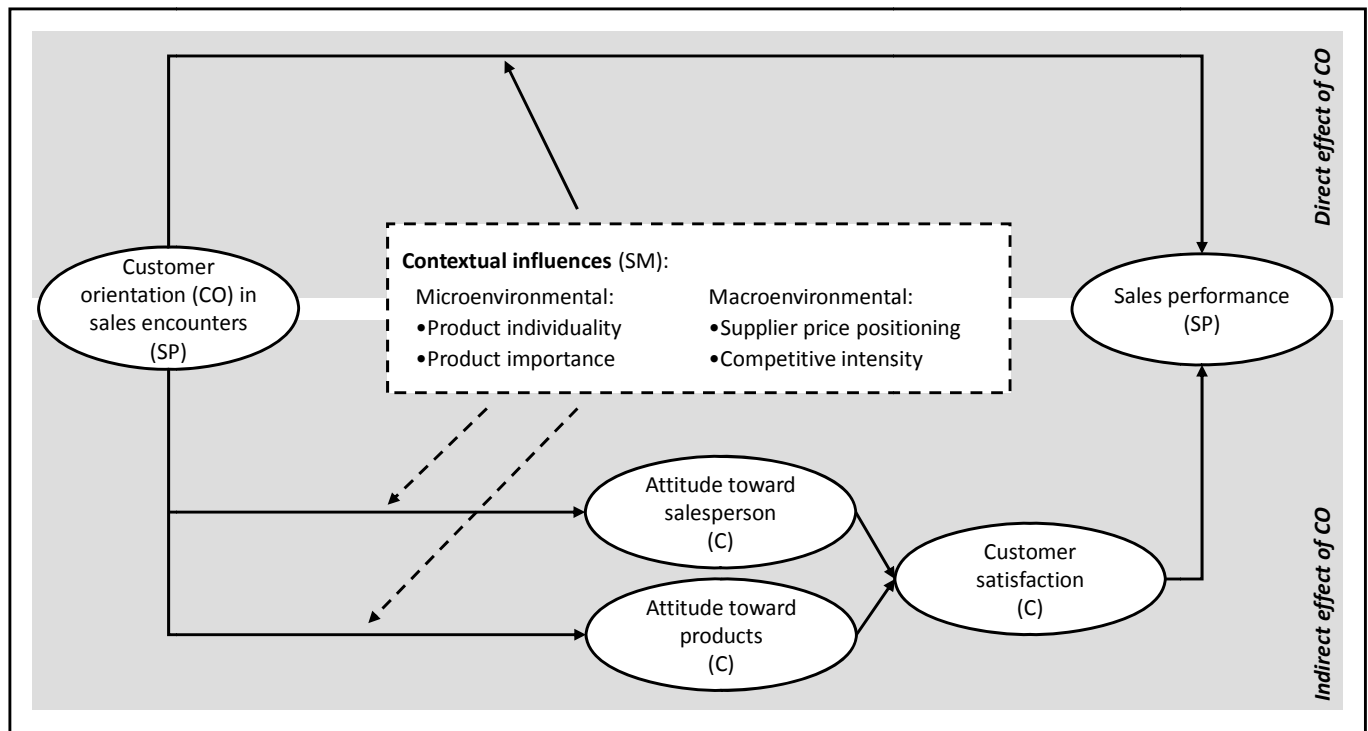 Direct effect of CO
Contextual influences (SM):
Microenvironmental:
•Product individuality
•Product importance
Macroenvironmental:
•Supplier price positioning
•Competitive intensity
Customer
orientation (CO) in
sales encounters
(SP)
Sales performance
(SP)
Attitude toward
salesperson
(C)
Attitude toward
products
(C)
Customer
satisfaction
(C)
Indirect effect of CO